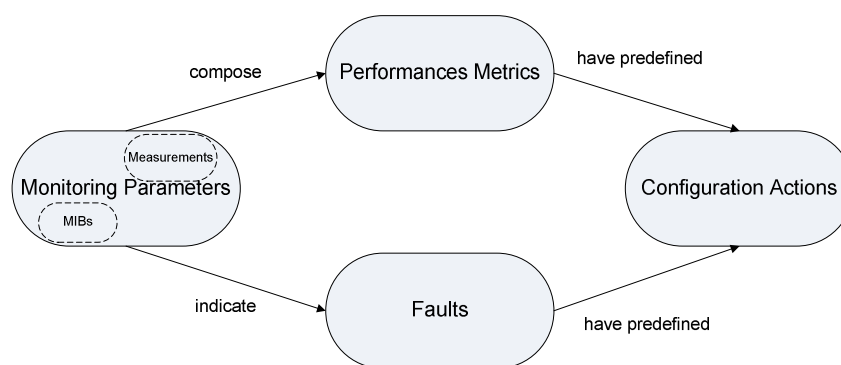 compose
Performances Metrics
have predefined
Measurements
Monitoring Parameters
MIBs
Configuration Actions
indicate
Faults
have predefined